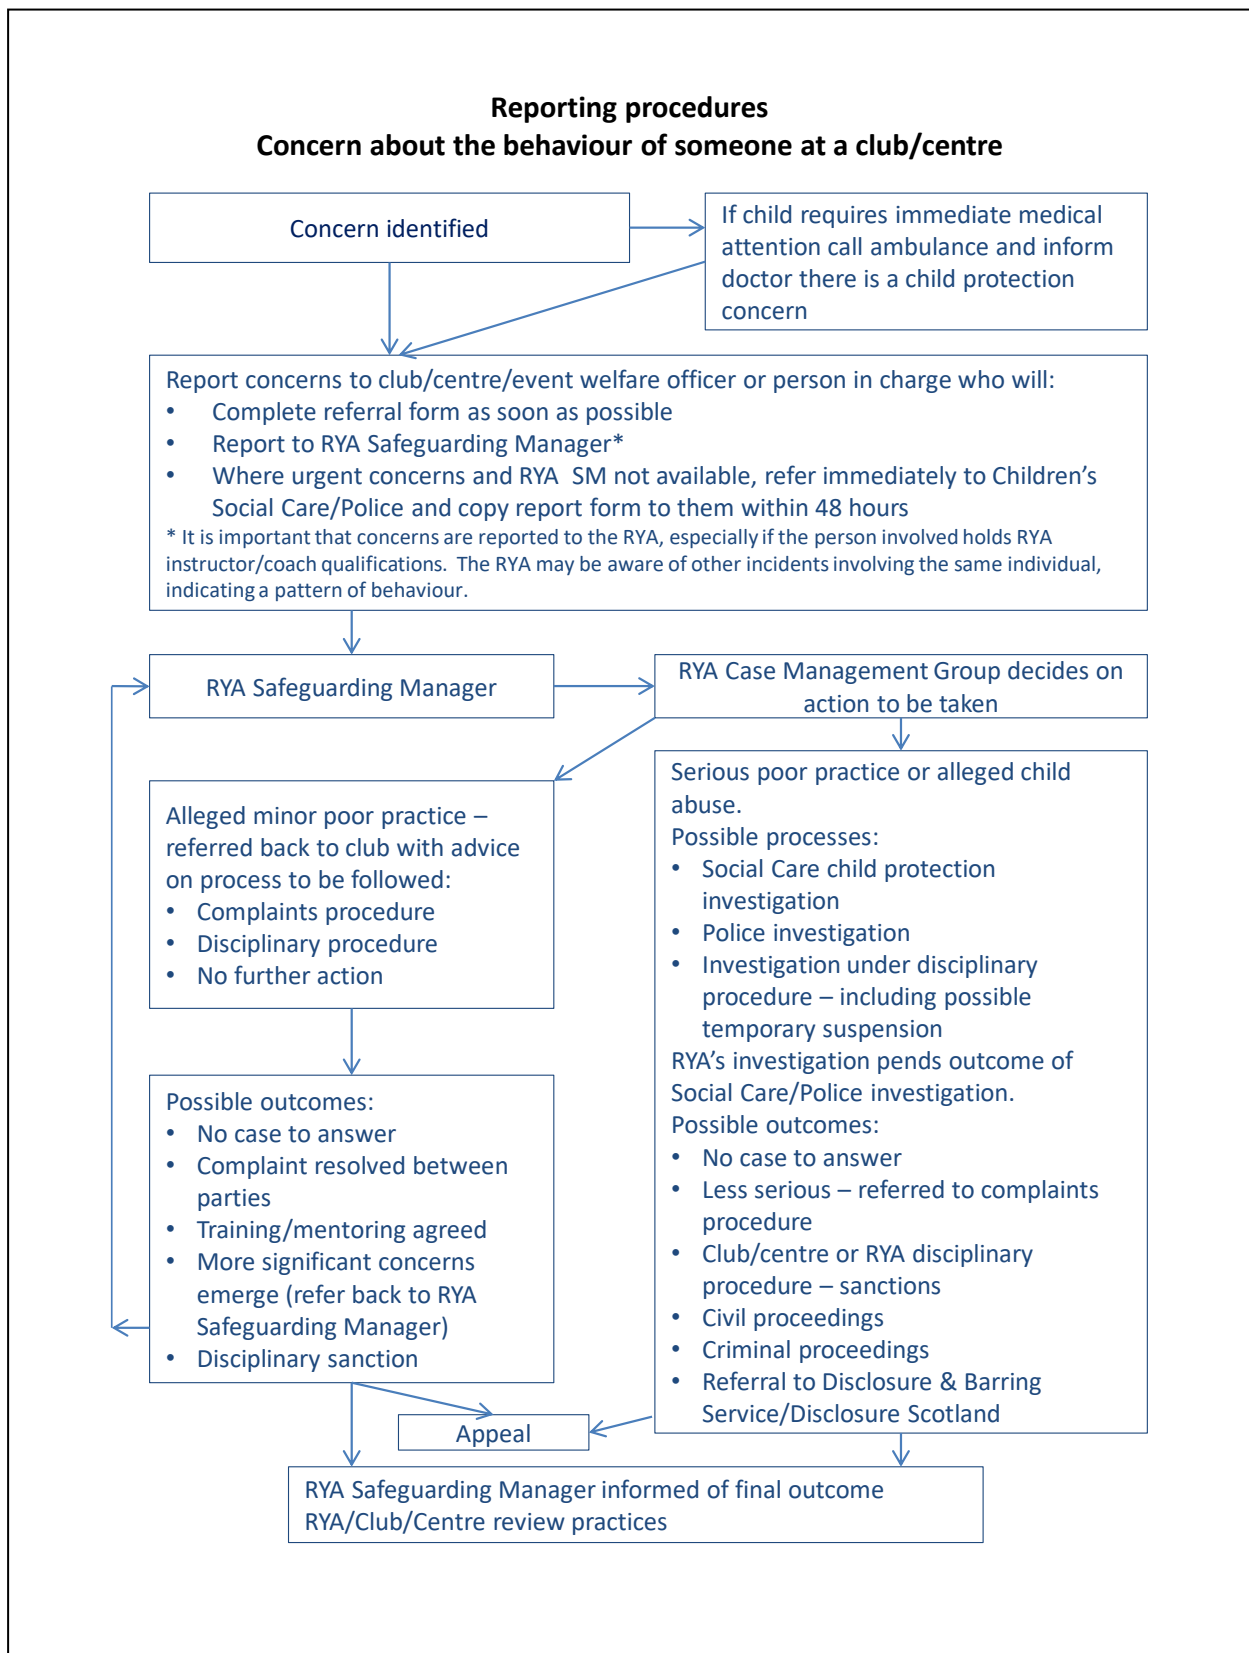 Reporting procedures
Concern about the behaviour of someone at a club/centre
Concern identified
If child requires immediate medical
attention call ambulance and inform
doctor there is a child protection
concern
Report concerns to club/centre/event welfare officer or person in charge who will:
• Complete referral form as soon as possible
• Report to RYA Safeguarding Manager*
• Where urgent concerns and RYA  SM not available, refer immediately to Children’s
Social Care/Police and copy report form to them within 48 hours
* It is important that concerns are reported to the RYA, especially if the person involved holds RYA
instructor/coach qualifications.  The RYA may be aware of other incidents involving the same individual,
indicating a pattern of behaviour.
RYA Safeguarding Manager
RYA Case Management Group decides on
action to be taken
Alleged minor poor practice –
referred back to club with advice
on process to be followed:
• Complaints procedure
• Disciplinary procedure
• No further action
Serious poor practice or alleged child
abuse.
Possible processes:
• Social Care child protection
investigation
• Police investigation
• Investigation under disciplinary
procedure – including possible
temporary suspension
RYA’s investigation pends outcome of
Social Care/Police investigation.
Possible outcomes:
• No case to answer
• Less serious – referred to complaints
procedure
• Club/centre or RYA disciplinary
procedure – sanctions
• Civil proceedings
• Criminal proceedings
• Referral to Disclosure & Barring
Service/Disclosure Scotland
Possible outcomes:
• No case to answer
• Complaint resolved between
parties
• Training/mentoring agreed
• More significant concerns
emerge (refer back to RYA
Safeguarding Manager)
• Disciplinary sanction
Appeal
RYA Safeguarding Manager informed of final outcome
RYA/Club/Centre review practices